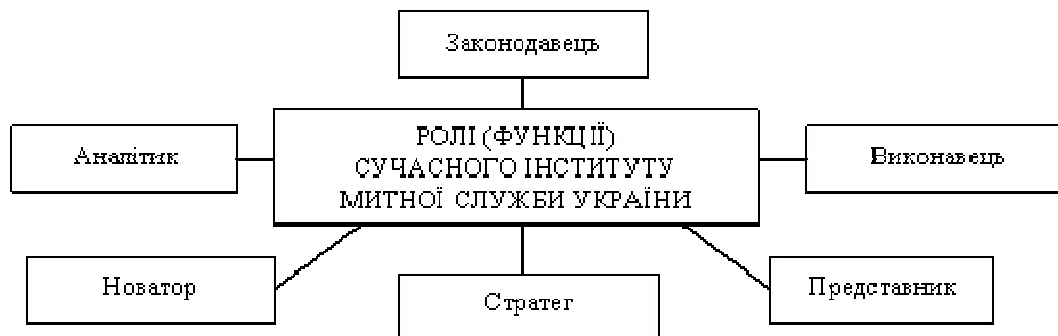 Законодавець
Аналітик
РОЛІ (ФУНКЦІЇ)
СУЧАСНОГО ІНСТИТУТУ
МИТНОЇ СЛУЖБИ УКРАЇНИ
Виконавець
Новатор
Стратег
Представник